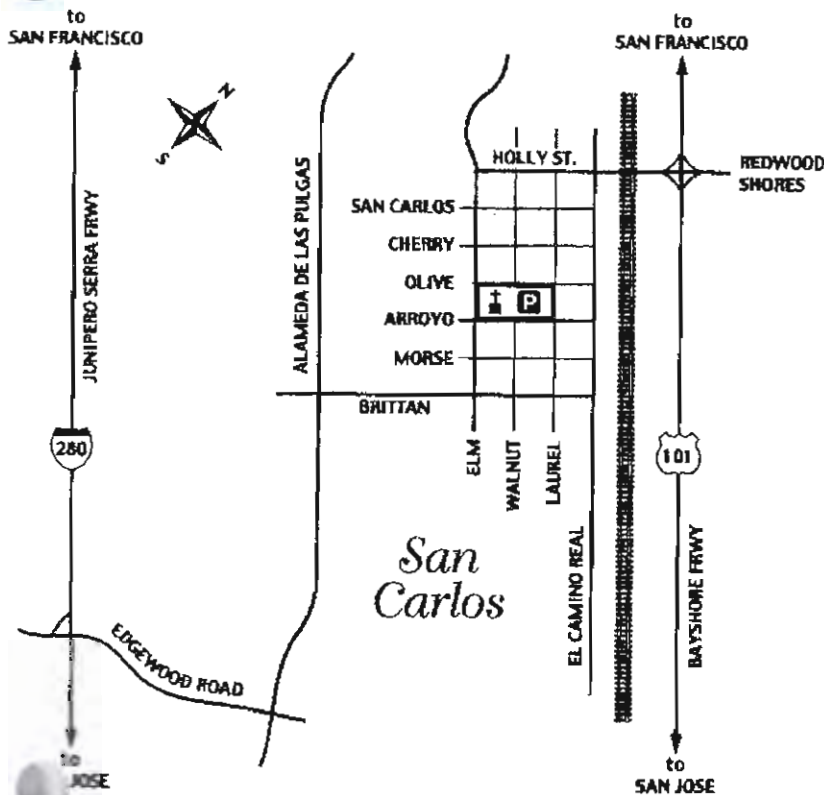 to
SAN FRANCISCO
to
SAN FRANCISCO
N
S
HOLLY ST.
REDWOOD
SHORES
SAN CARLOS
CHERRY
OLIVE
P
ARROYO
MORSE
BRITTAN
JUNIPERO SERRA FRWY
ALAMEDA DE LAS PULGAS
280
101
ELM
WALNUT
LAUREL
San
Carlos
EL CAMINO REAL
BAYSHORE FRWY
EDGEWOOD ROAD
to
JOSE
to
SAN JOSE